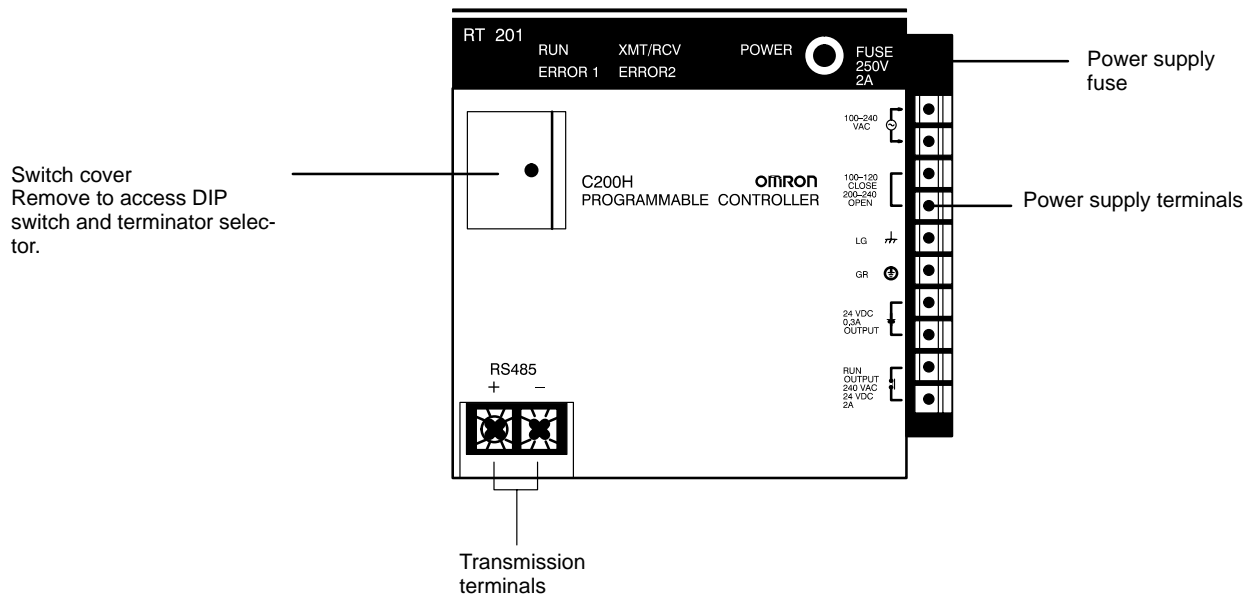 RT 201
RUN XMT/RCV POWER FUSE
250V
2A
ERROR 1 ERROR2
Power supply
fuse
100–240
VAC
Switch cover
Remove to access DIP
switch and terminator selec-
tor.
C200H OMRON
PROGRAMMABLE CONTROLLER
100–120
CLOSE
200–240
OPEN
Power supply terminals
LG
GR
24 VDC
0,3A
OUTPUT
RUN
OUTPUT
240 VAC
24 VDC
2A
RS485
+ –
Transmission
terminals